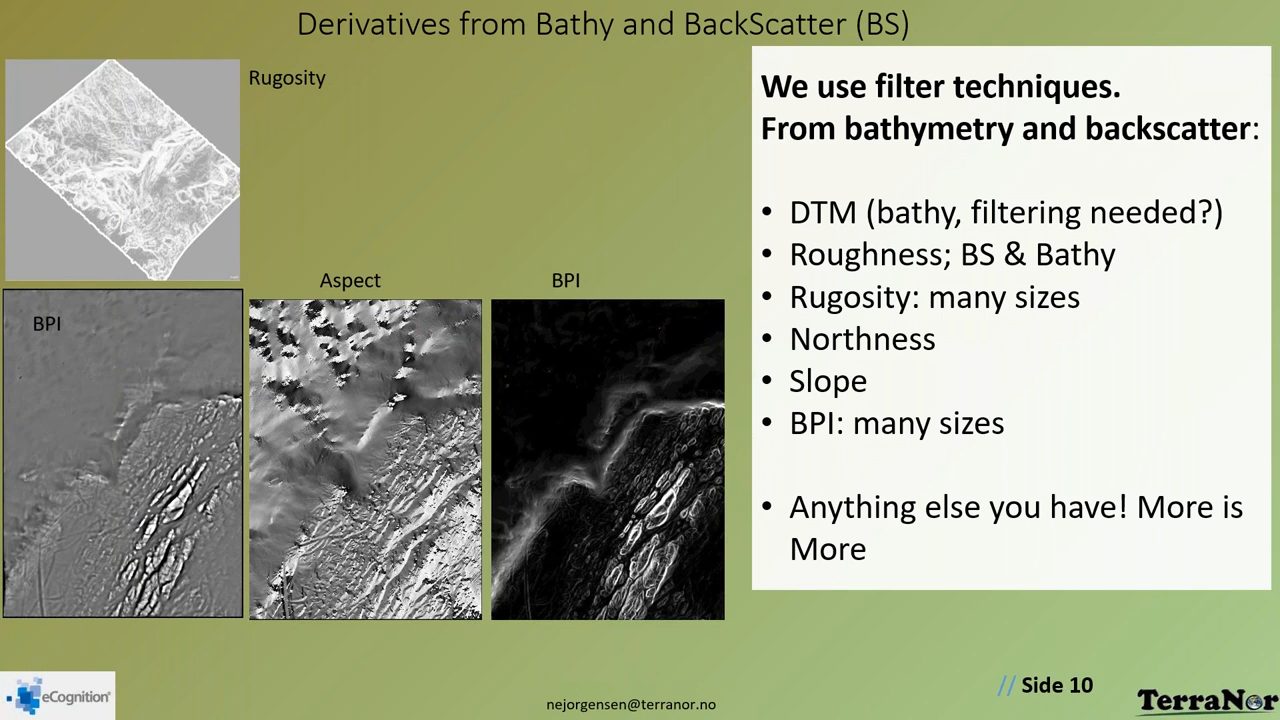 Derivatives from Bathy and BackScatter (BS)
Rugosity
BPI
Aspect
BPI
We use filter techniques.
From bathymetry and backscatter:
• DTM (bathy, filtering needed?)
• Roughness; BS & Bathy
• Rugosity: many sizes
• Northness
• Slope
• BPI: many sizes
• Anything else you have! More is
More
eCognition®
nejorgensen@terranor.no
// Side 10
TerraNor